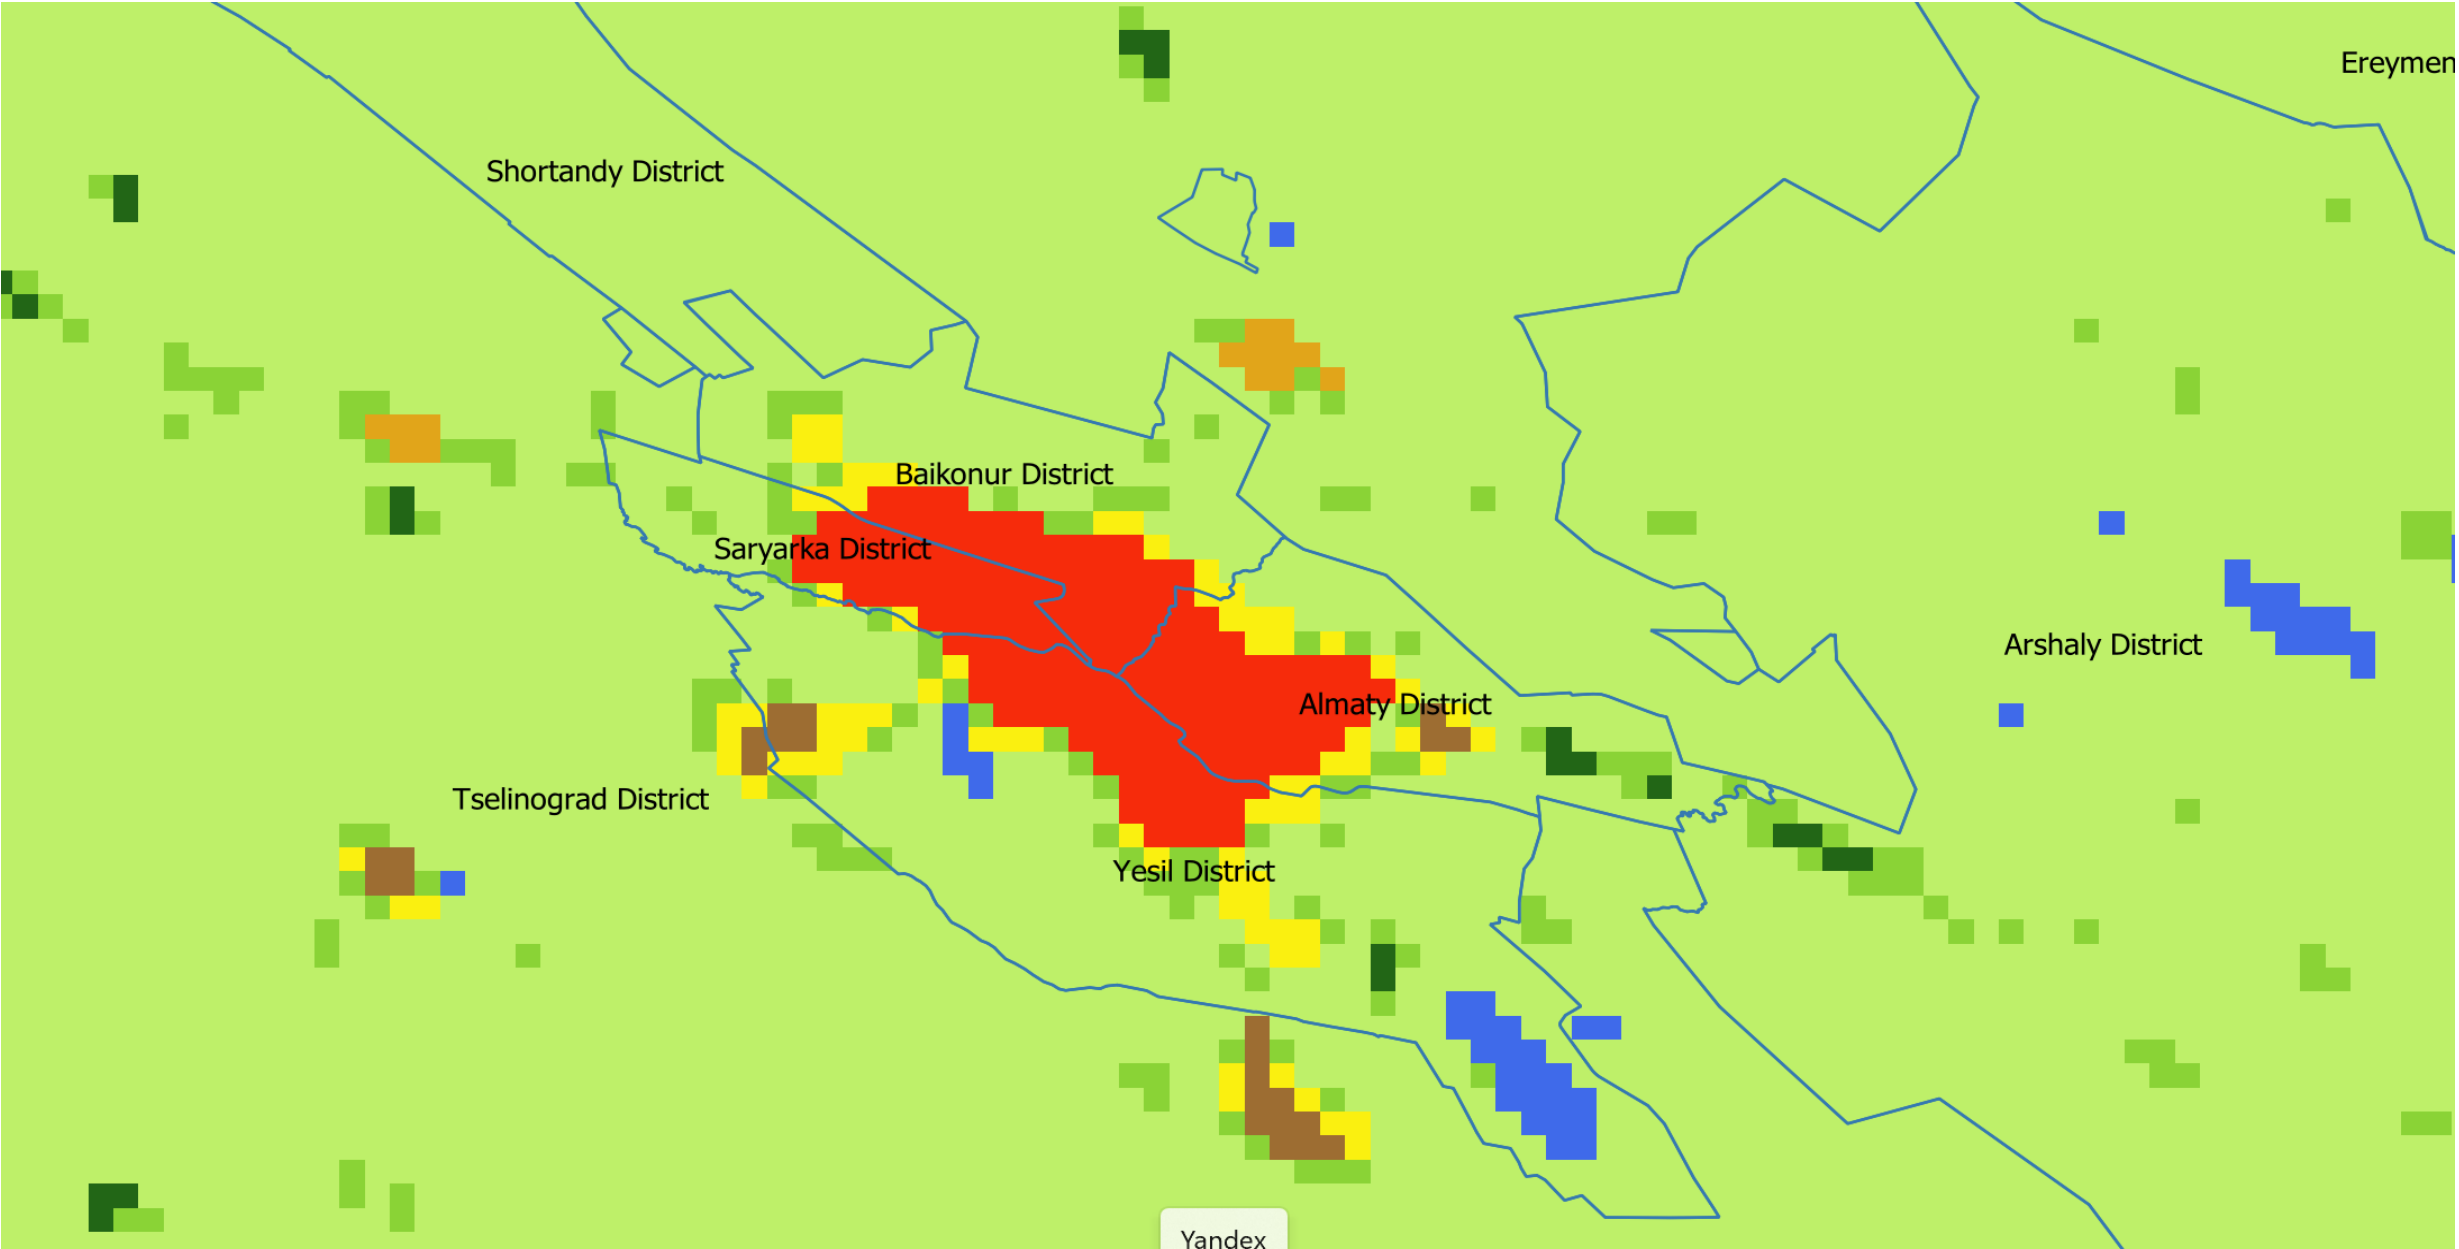 Ereymen
Shortandy District
Baikonur District
Saryarka District
Arshaly District
Almaty District
Tselinograd District
Yesil District
Yandex